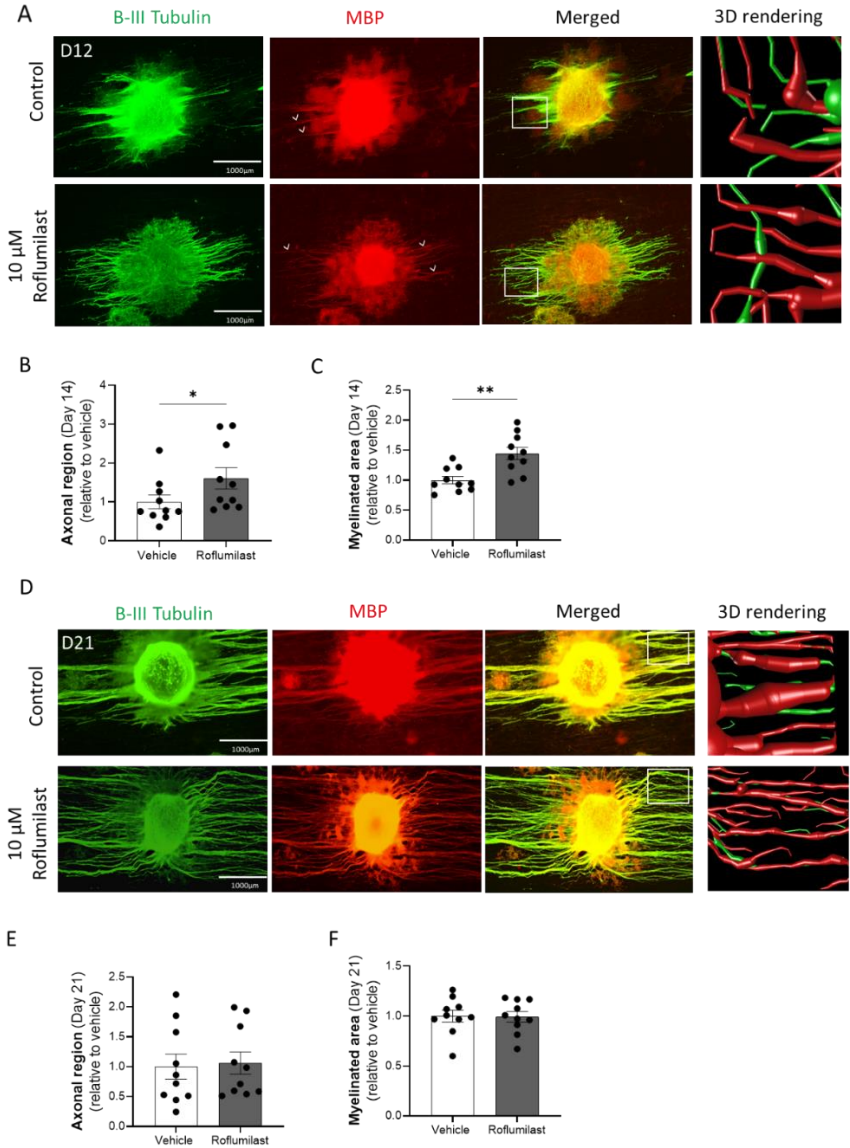 A
B-III Tubulin MBP Merged 3D rendering
Control
D12
1000µm
10 µM
Roflumilast
1000µm
B
Axonal region (Day 14)
(relative to vehicle)
4
3
2
1
0
*
Vehicle Roflumilast
C
Myelinated area (Day 14)
(relative to vehicle)
2.5
2.0
1.5
1.0
0.5
0.0
**
Vehicle Roflumilast
D
B-III Tubulin MBP Merged 3D rendering
Control
D21
1000µm
10 µM
Roflumilast
1000µm
E
Axonal region (Day 21)
(relative to vehicle)
2.5
2.0
1.5
1.0
0.5
0.0
Vehicle Roflumilast
F
Myelinated area (Day 21)
(relative to vehicle)
1.5
1.0
0.5
0.0
Vehicle Roflumilast